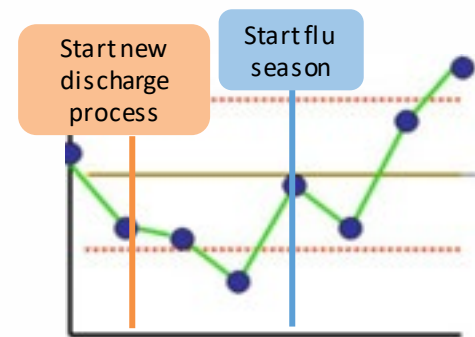 Start new
discharge
process
Start flu
season